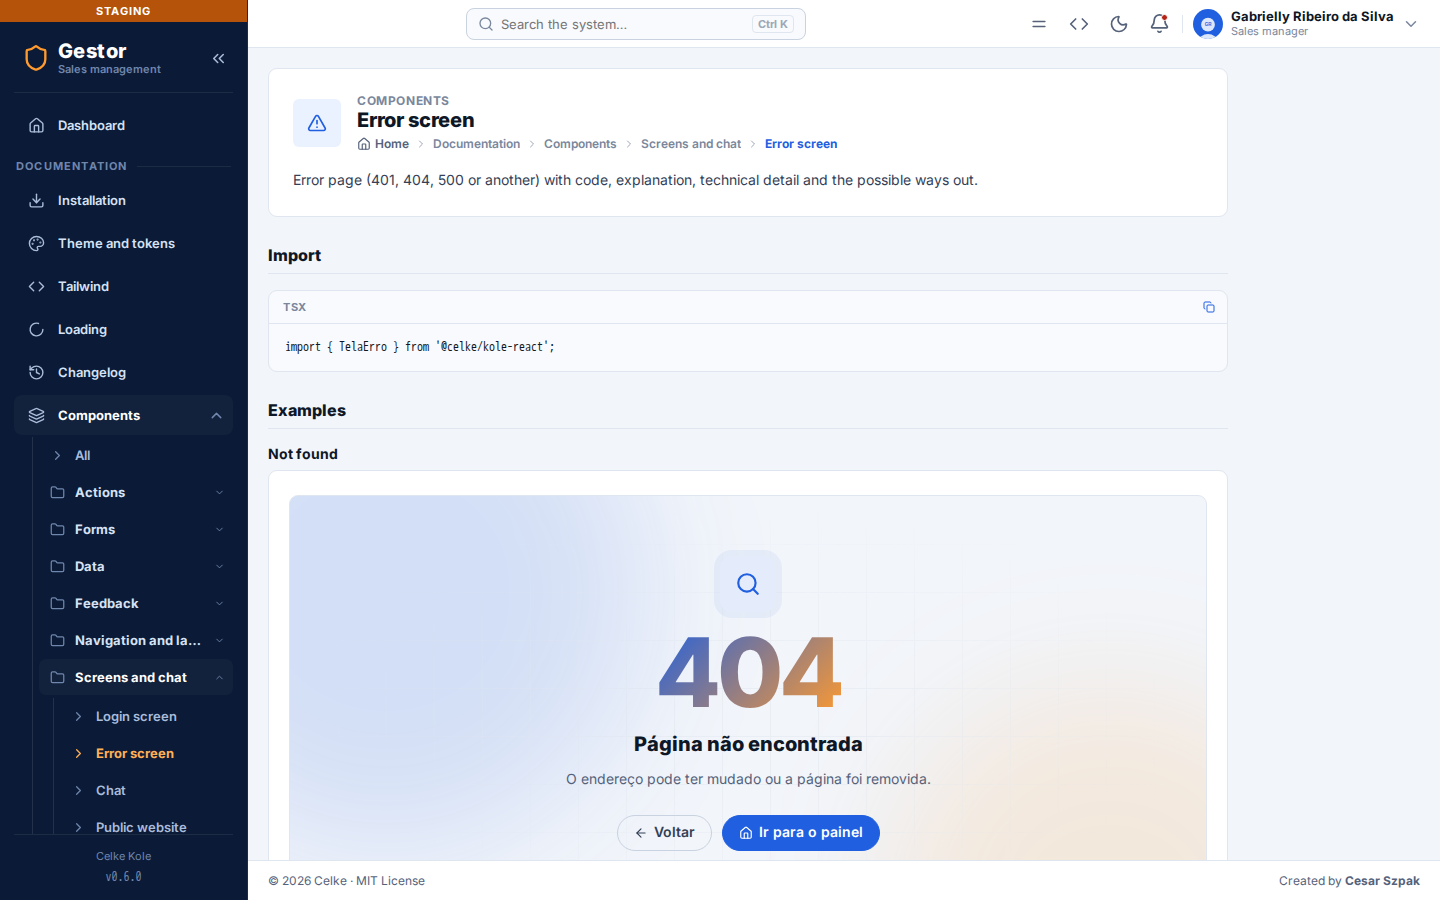 STAGING
Gestor
Sales management
Dashboard
DOCUMENTATION
Installation
Theme and tokens
Tailwind
Loading
Changelog
Components
All
Actions
Forms
Data
Feedback
Navigation and la...
Screens and chat
Login screen
Error screen
Chat
Public website
Celke Kole
v0.6.0
Search the system...
Ctrl K
GR
Gabrielly Ribeiro da Silva
Sales manager
COMPONENTS
Error screen
Home
Documentation
Components
Screens and chat
Error screen
Error page (401, 404, 500 or another) with code, explanation, technical detail and the possible ways out.
Import
TSX
import { TelaErro } from '@celke/kole-react';
Examples
Not found
404
Página não encontrada
O endereço pode ter mudado ou a página foi removida.
Voltar
Ir para o painel
© 2026 Celke · MIT License
Created by Cesar Szpak